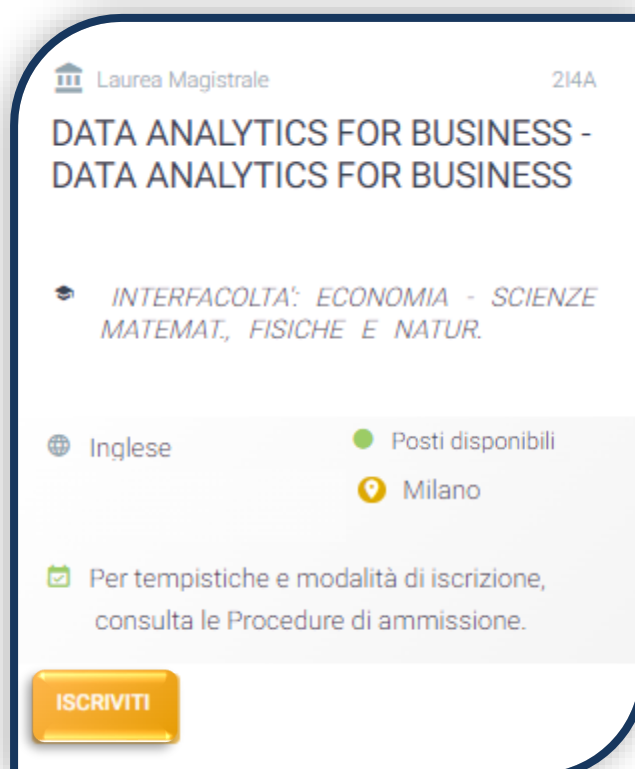 Laurea Magistrale 2I4A
DATA ANALYTICS FOR BUSINESS -
DATA ANALYTICS FOR BUSINESS
INTERFACOLTA': ECONOMIA - SCIENZE
MATEMAT., FISICHE E NATUR.
Inglese
Posti disponibili
Milano
Per tempistiche e modalità di iscrizione,
consulta le Procedure di ammissione.
ISCRIVITI